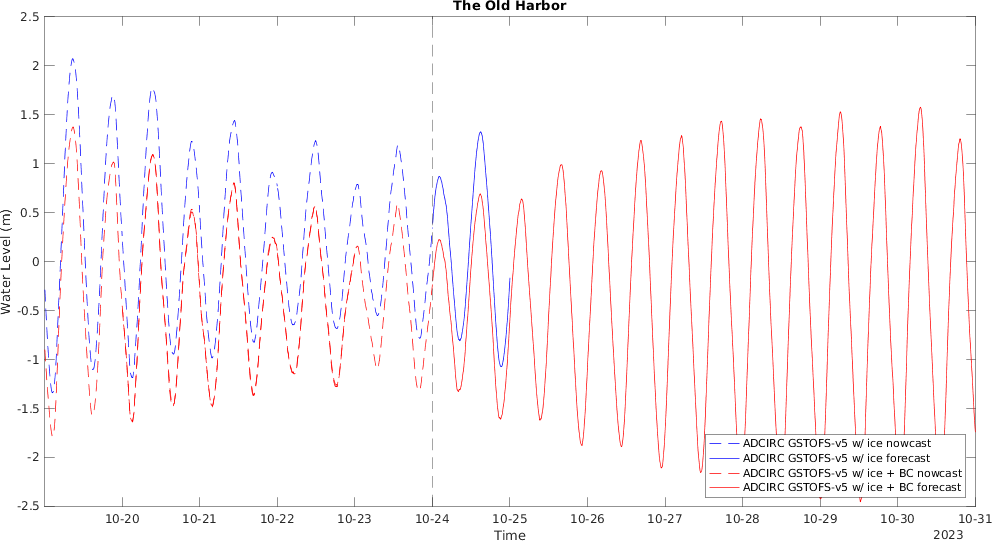 The Old Harbor
2.5
2
1.5
1
0.5
0
-0.5
-1
-1.5
-2
-2.5
Water Level (m)
ADCIRC GSTOFS-v5 w/ ice nowcast
ADCIRC GSTOFS-v5 w/ ice forecast
ADCIRC GSTOFS-v5 w/ ice + BC nowcast
ADCIRC GSTOFS-v5 w/ ice + BC forecast
10-20 10-21 10-22 10-23 10-24 10-25 10-26 10-27 10-28 10-29 10-30 10-31
Time
2023